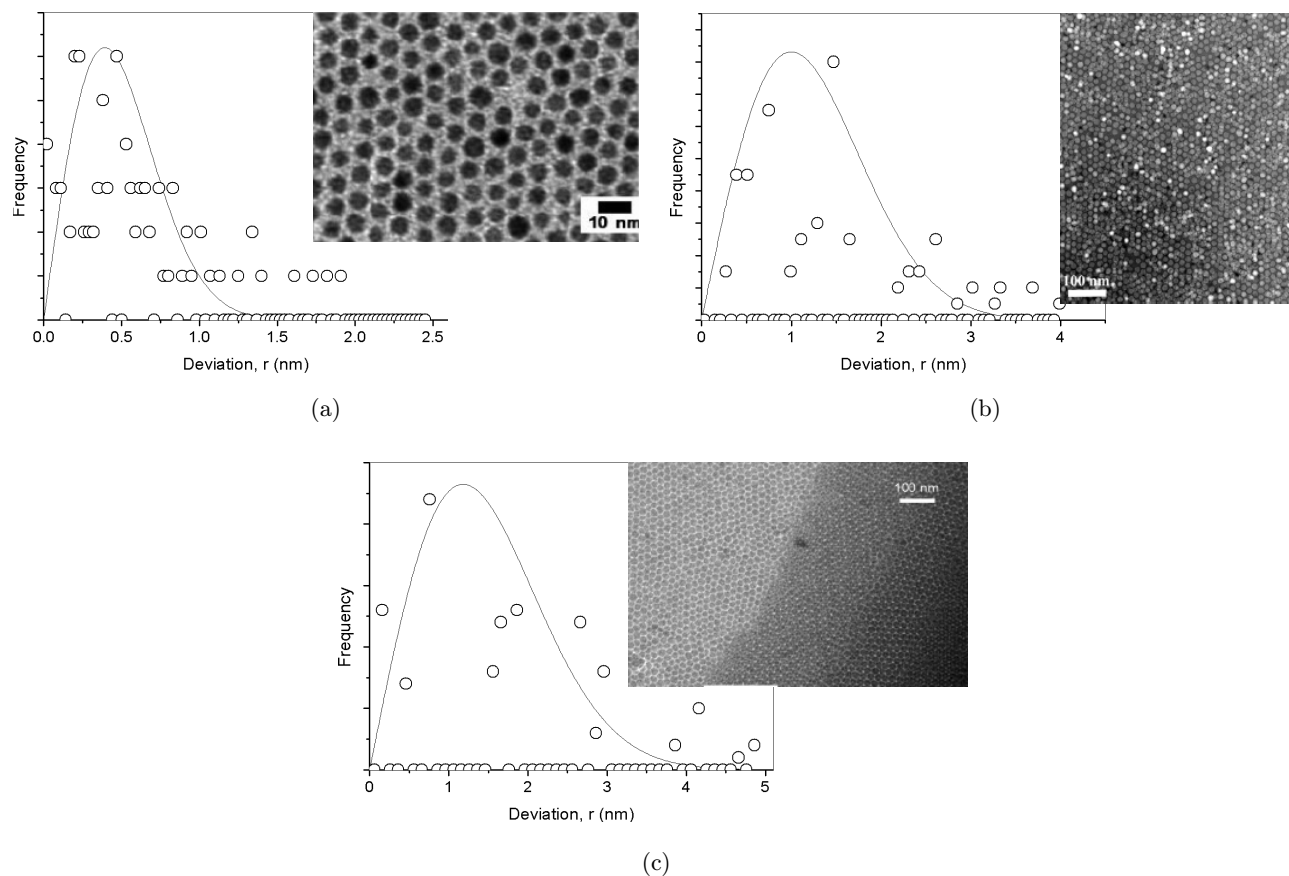 Frequency
10 nm
0.0 0.5 1.0 1.5 2.0 2.5
Deviation, r (nm)
(a)
Frequency
100 nm
0 1 2 3 4
Deviation, r (nm)
(b)
Frequency
100 nm
0 1 2 3 4 5
Deviation, r (nm)
(c)